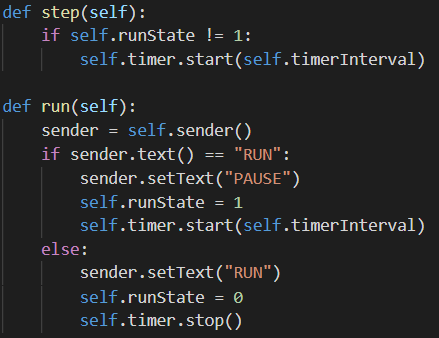 def step(self):
    if self.runState != 1:
        self.timer.start(self.timerInterval)

def run(self):
    sender = self.sender()
    if sender.text() == "RUN":
        sender.setText("PAUSE")
        self.runState = 1
        self.timer.start(self.timerInterval)
    else:
        sender.setText("RUN")
        self.runState = 0
        self.timer.stop()